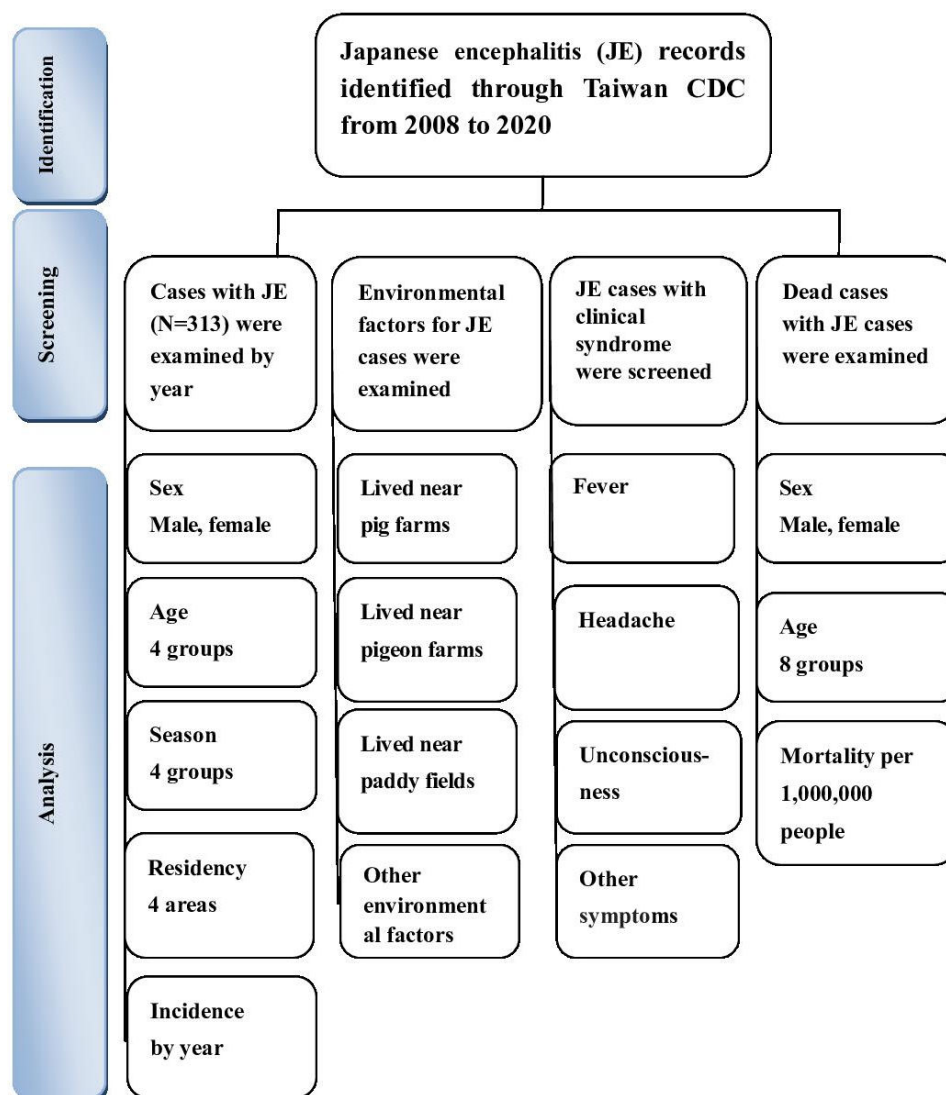 Identification
Japanese encephalitis (JE) records
identified through Taiwan CDC
from 2008 to 2020
Screening
Cases with JE
(N=313) were
examined by
year
Environmental
factors for JE
cases were
examined
JE cases with
clinical
syndrome
were screened
Dead cases
with JE cases
were examined
Analysis
Sex
Male, female
Age
4 groups
Season
4 groups
Residency
4 areas
Incidence
by year
Lived near
pig farms
Lived near
pigeon farms
Lived near
paddy fields
Other
environment
al factors
Fever
Headache
Unconscious-
ness
Other
symptoms
Sex
Male, female
Age
8 groups
Mortality per
1,000,000
people